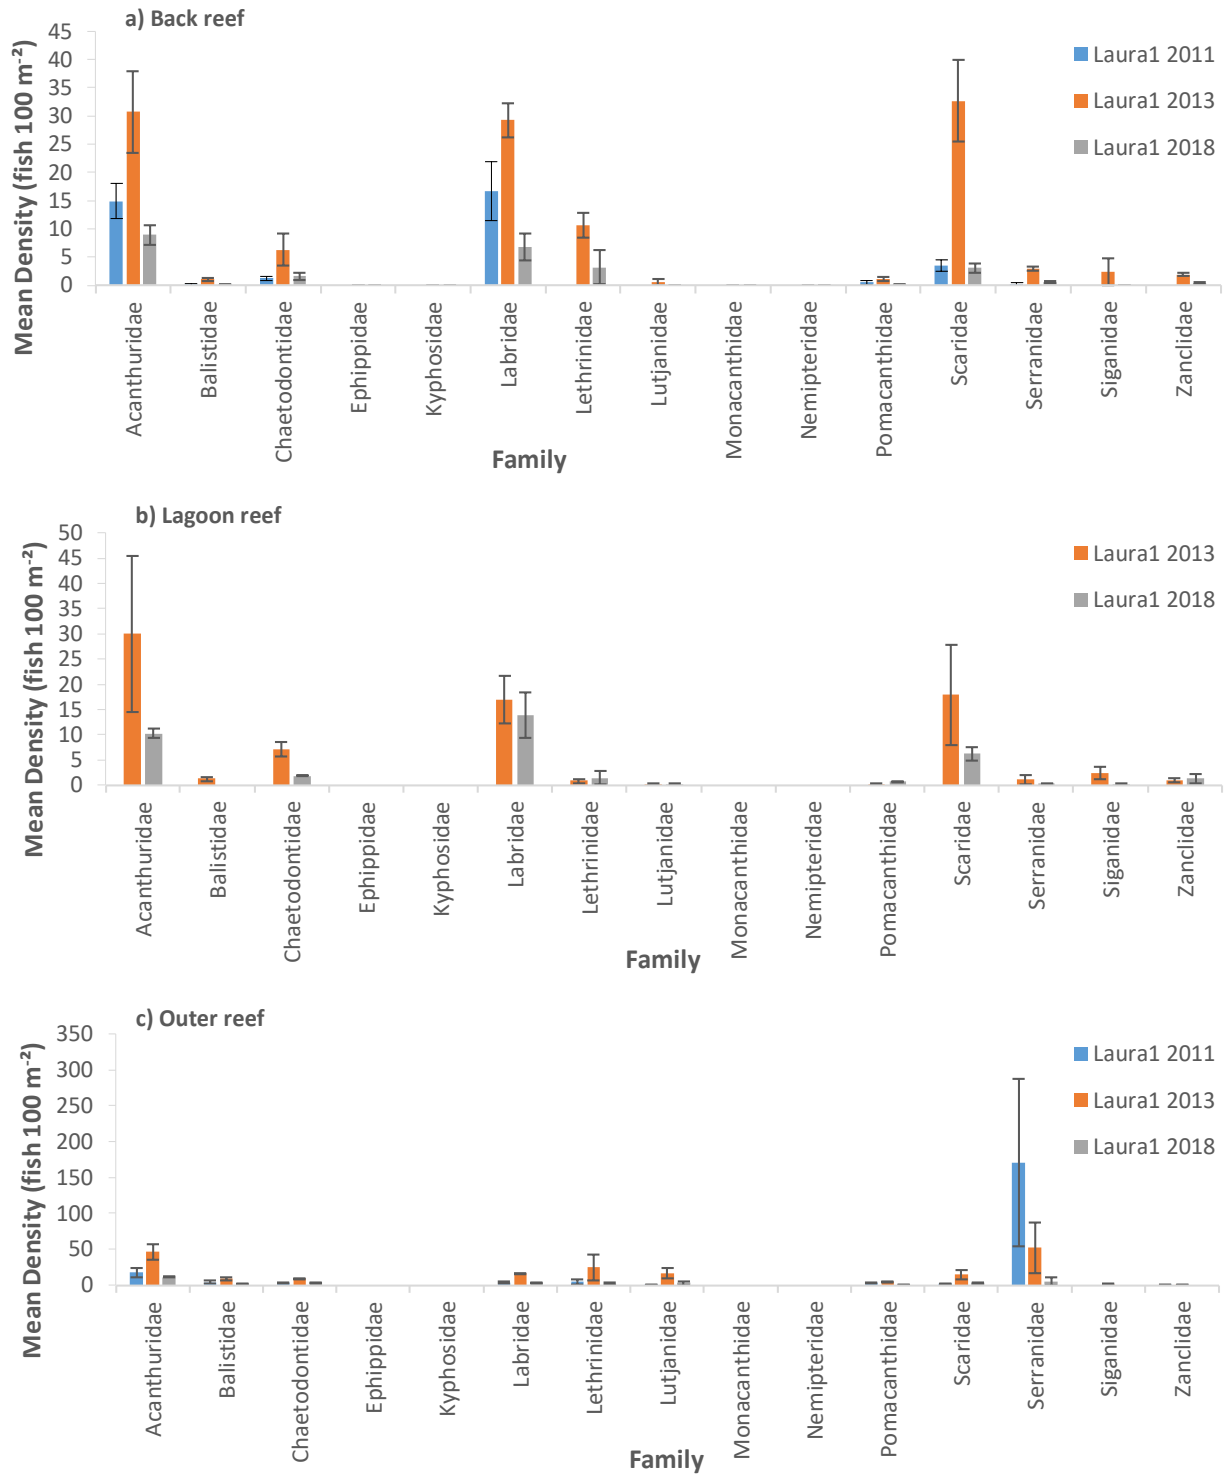 a) Back reef
Mean Density (fish 100 m⁻²)
50
45
40
35
30
25
20
15
10
5
0
Laura1 2011
Laura1 2013
Laura1 2018
Acanthuridae
Balistidae
Chaetodontidae
Ephippidae
Kyphosidae
Labridae
Lethrinidae
Lutjanidae
Monacanthidae
Nemipteridae
Pomacanthidae
Scaridae
Serranidae
Siganidae
Zanclidae
Family
b) Lagoon reef
Mean Density (fish 100 m⁻²)
50
45
40
35
30
25
20
15
10
5
0
Laura1 2013
Laura1 2018
Acanthuridae
Balistidae
Chaetodontidae
Ephippidae
Kyphosidae
Labridae
Lethrinidae
Lutjanidae
Monacanthidae
Nemipteridae
Pomacanthidae
Scaridae
Serranidae
Siganidae
Zanclidae
Family
c) Outer reef
Mean Density (fish 100 m⁻²)
350
300
250
200
150
100
50
0
Laura1 2011
Laura1 2013
Laura1 2018
Acanthuridae
Balistidae
Chaetodontidae
Ephippidae
Kyphosidae
Labridae
Lethrinidae
Lutjanidae
Monacanthidae
Nemipteridae
Pomacanthidae
Scaridae
Serranidae
Siganidae
Zanclidae
Family